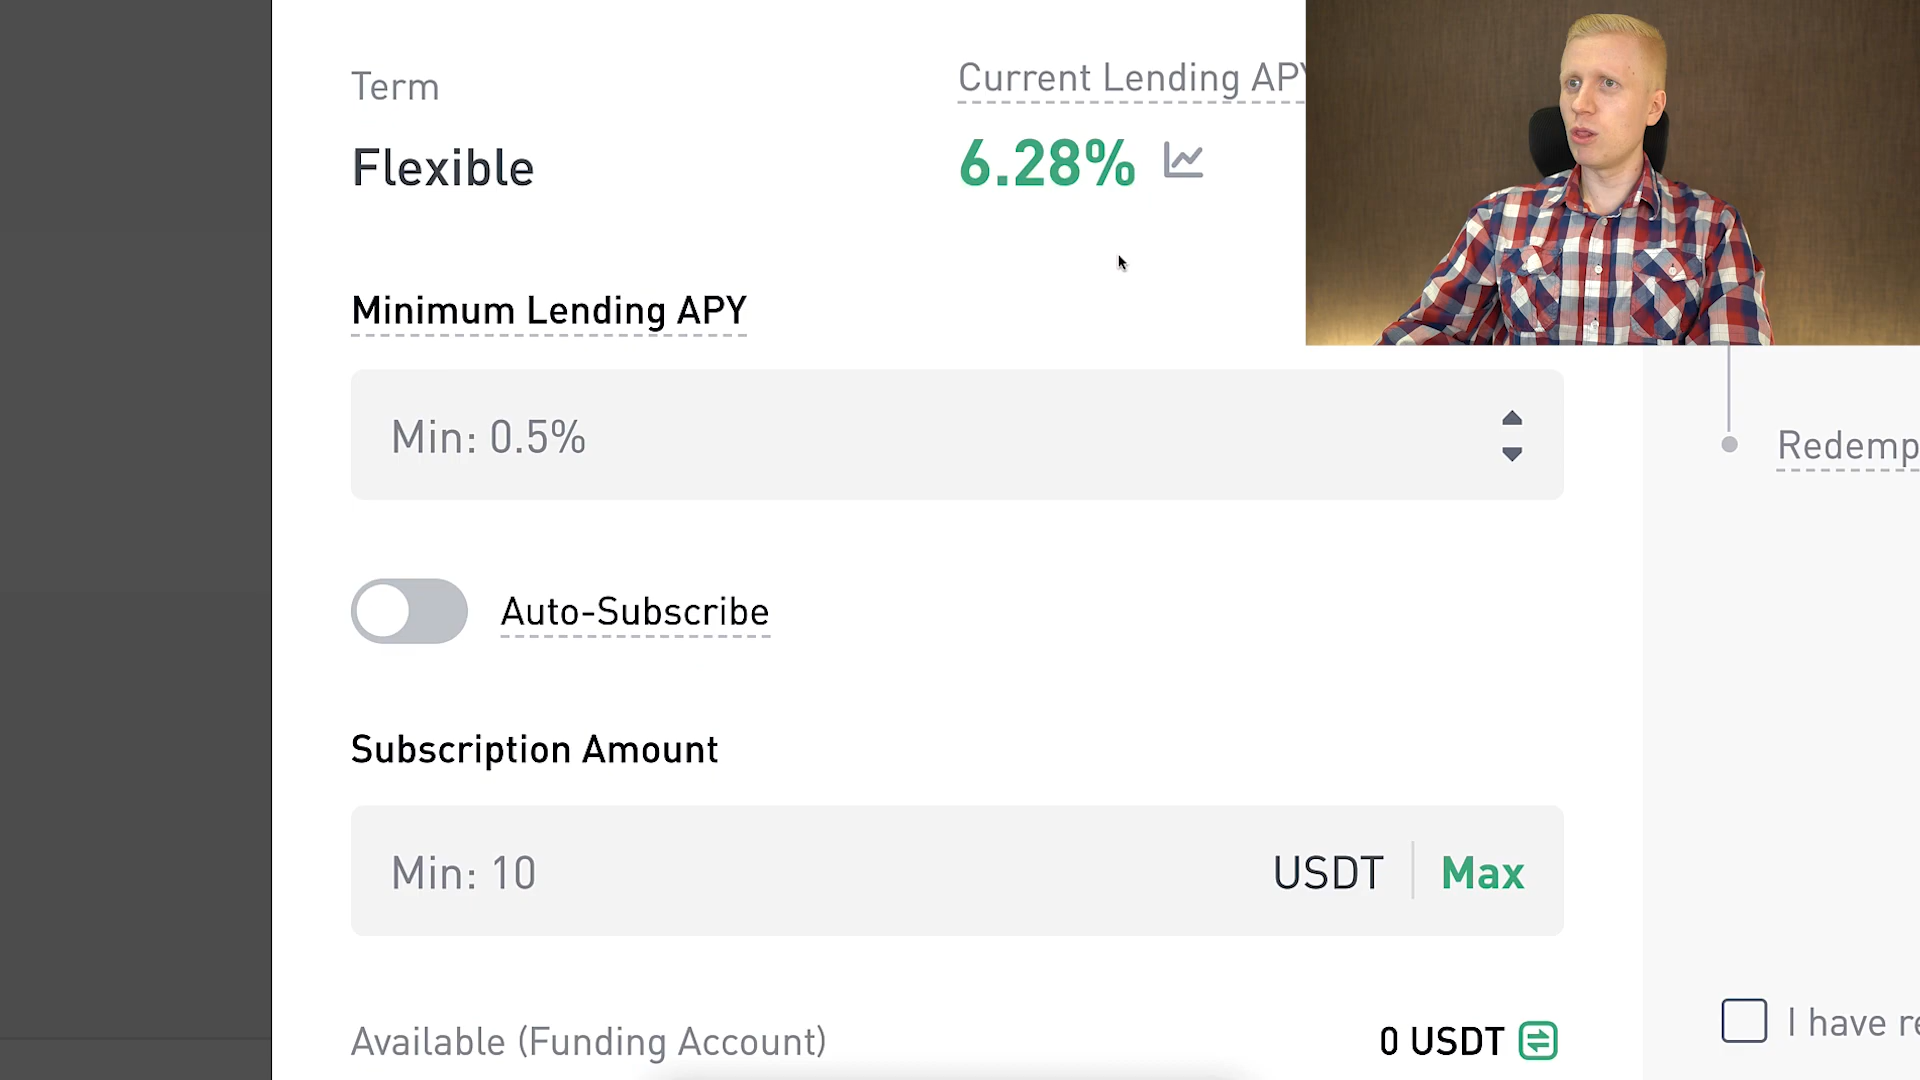 Term
Current Lending AP
Flexible
6.28%
Minimum Lending APY
Min: 0.5%
Redemp
Auto-Subscribe
Subscription Amount
Min: 10
USDT
Max
Available (Funding Account)
0 USDT
I have re